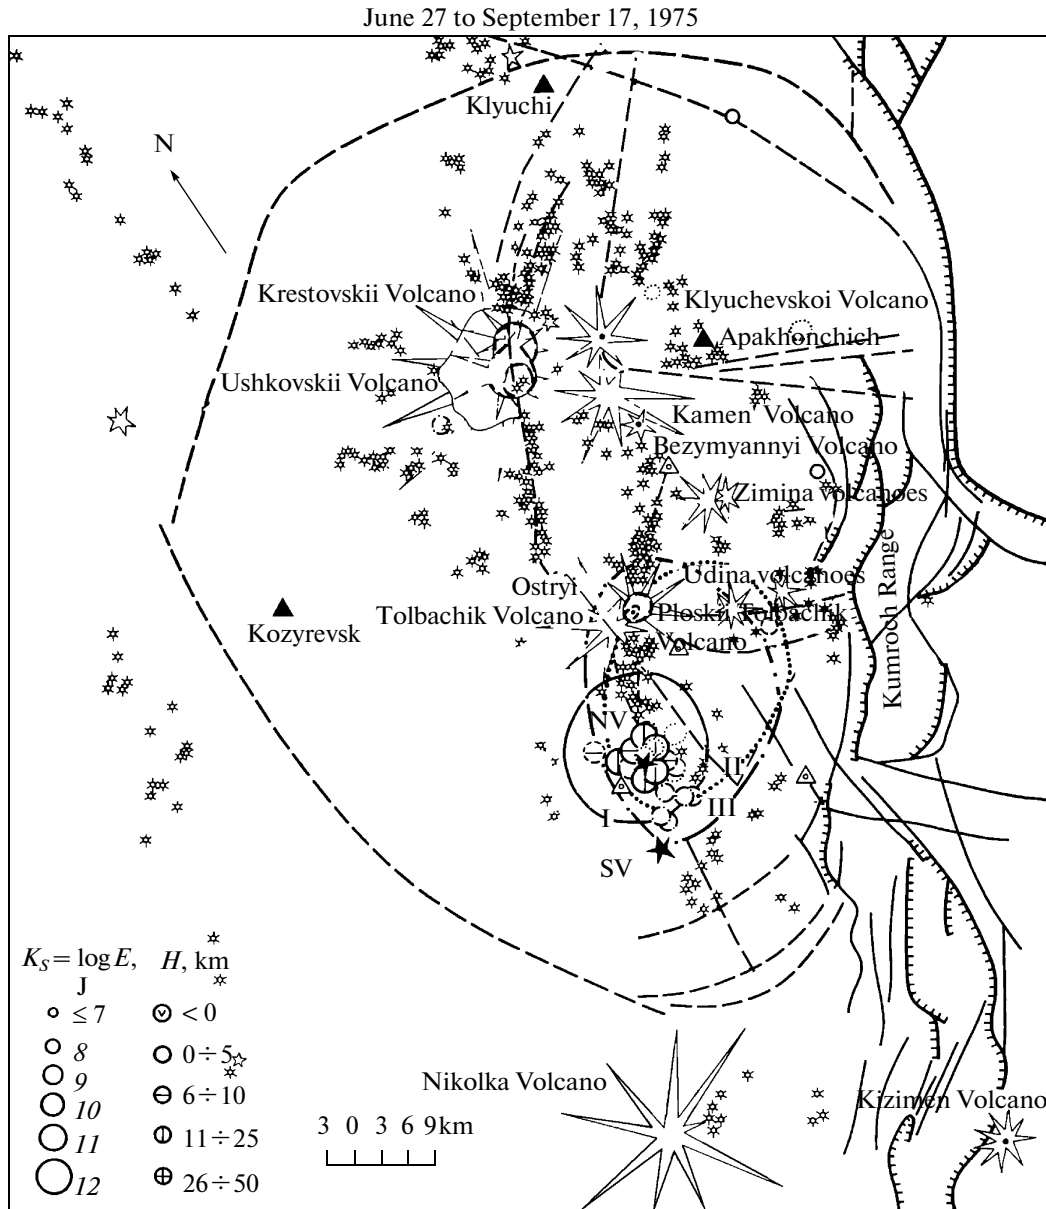 June 27 to September 17, 1975
Klyuchi
N
Krestovskii Volcano
Klyuchevskoi Volcano
Apakhonchich
Ushkovskii Volcano
Kamen Volcano
Bezymyannyi Volcano
Zimina volcanoes
Kumroch Range
Ostryi
Udina volcanoes
Tolbachik Volcano
Ploskii Tolbachik
Volcano
Kozyrevsk
NV
II
I
III
SV
K_S = log E, J
H, km
≤ 7
< 0
8
0 ÷ 5
9
6 ÷ 10
10
11 ÷ 25
11
26 ÷ 50
12
Nikolka Volcano
Kizimen Volcano
3 0 3 6 9 km